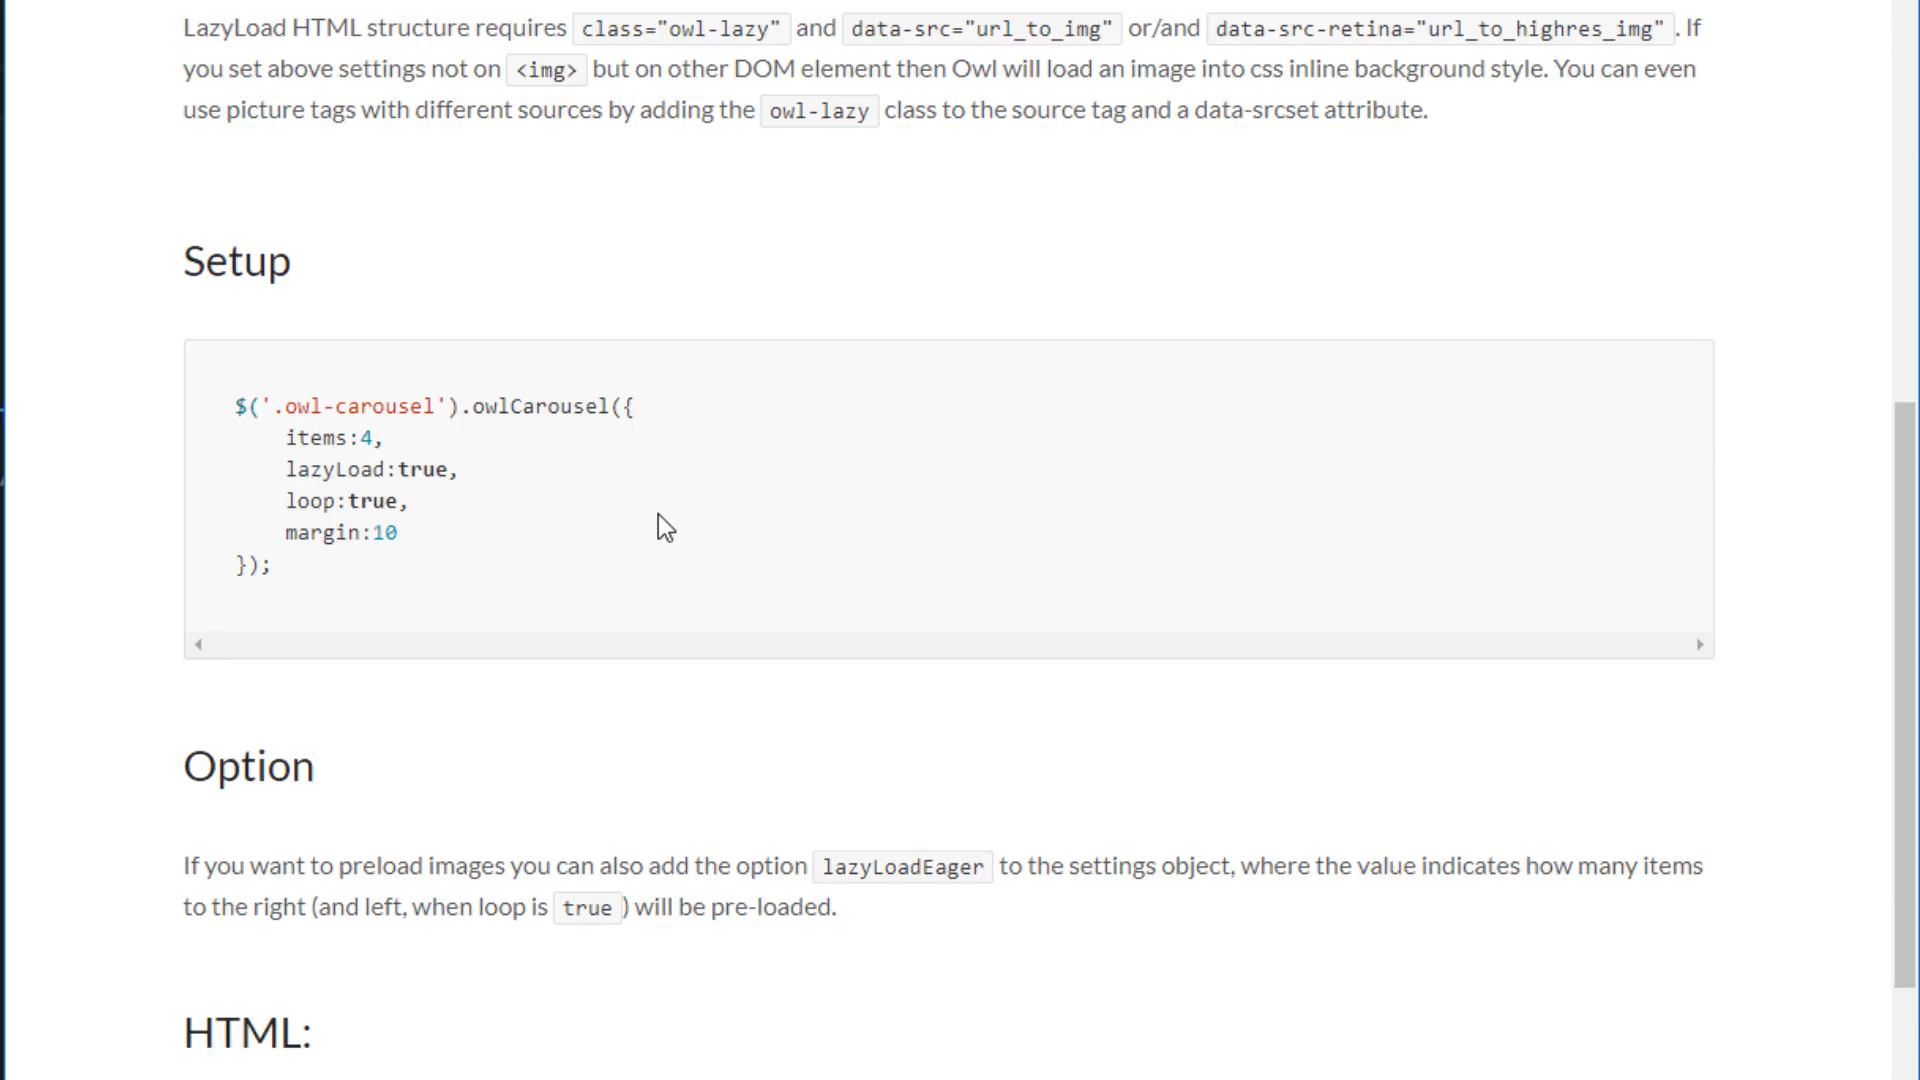 LazyLoad HTML structure requires class="owl-lazy" and data-src="url_to_img" or/and data-src-retina="url_to_highres_img" . If
you set above settings not on <img> but on other DOM element then Owl will load an image into css inline background style. You can even
use picture tags with different sources by adding the owl-lazy class to the source tag and a data-srcset attribute.
Setup
$('.owl-carousel').owlCarousel({
    items:4,
    lazyLoad:true,
    loop:true,
    margin:10
});
Option
If you want to preload images you can also add the option lazyLoadEager to the settings object, where the value indicates how many items
to the right (and left, when loop is true ) will be pre-loaded.
HTML: